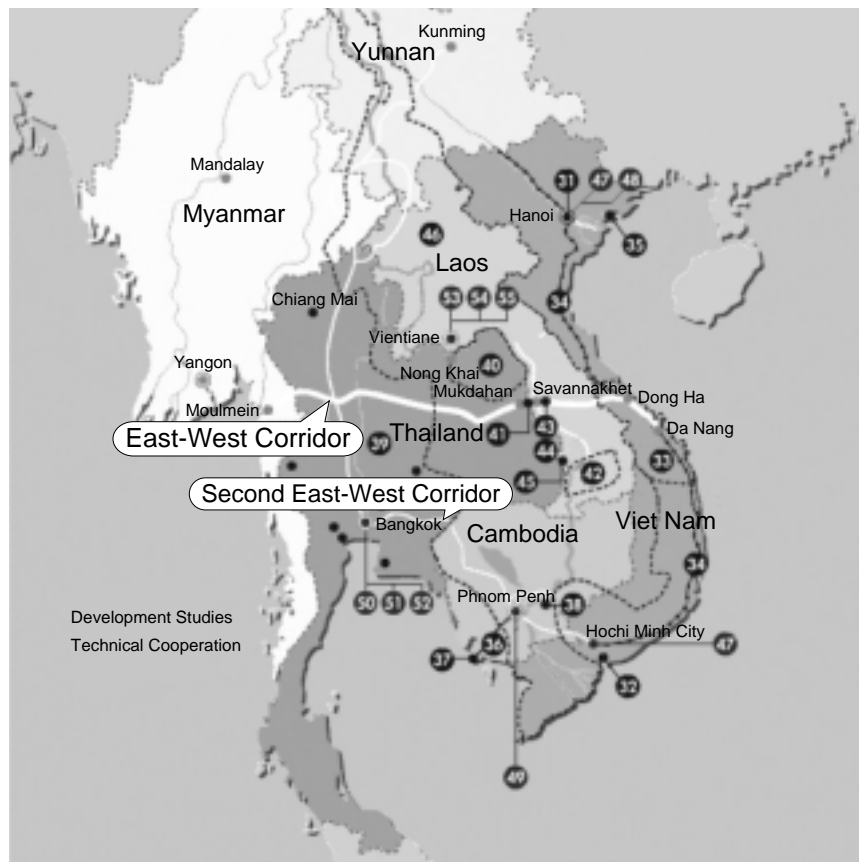 Kunming
Yunnan
Mandalay
Myanmar
31 47 48
Hanoi
35
46
Laos
Chiang Mai
53 54 55
34
Vientiane
Yangon
40
Nong Khai
Mukdahan
Savannakhet
Dong Ha
Moulmein
Da Nang
East-West Corridor
39
Thailand
41
43
44
33
42
45
Second East-West Corridor
Bangkok
Cambodia
Viet Nam
34
Phnom Penh
50 51 52
38
Development Studies
Hochi Minh City
Technical Cooperation
36
37
47
32
49